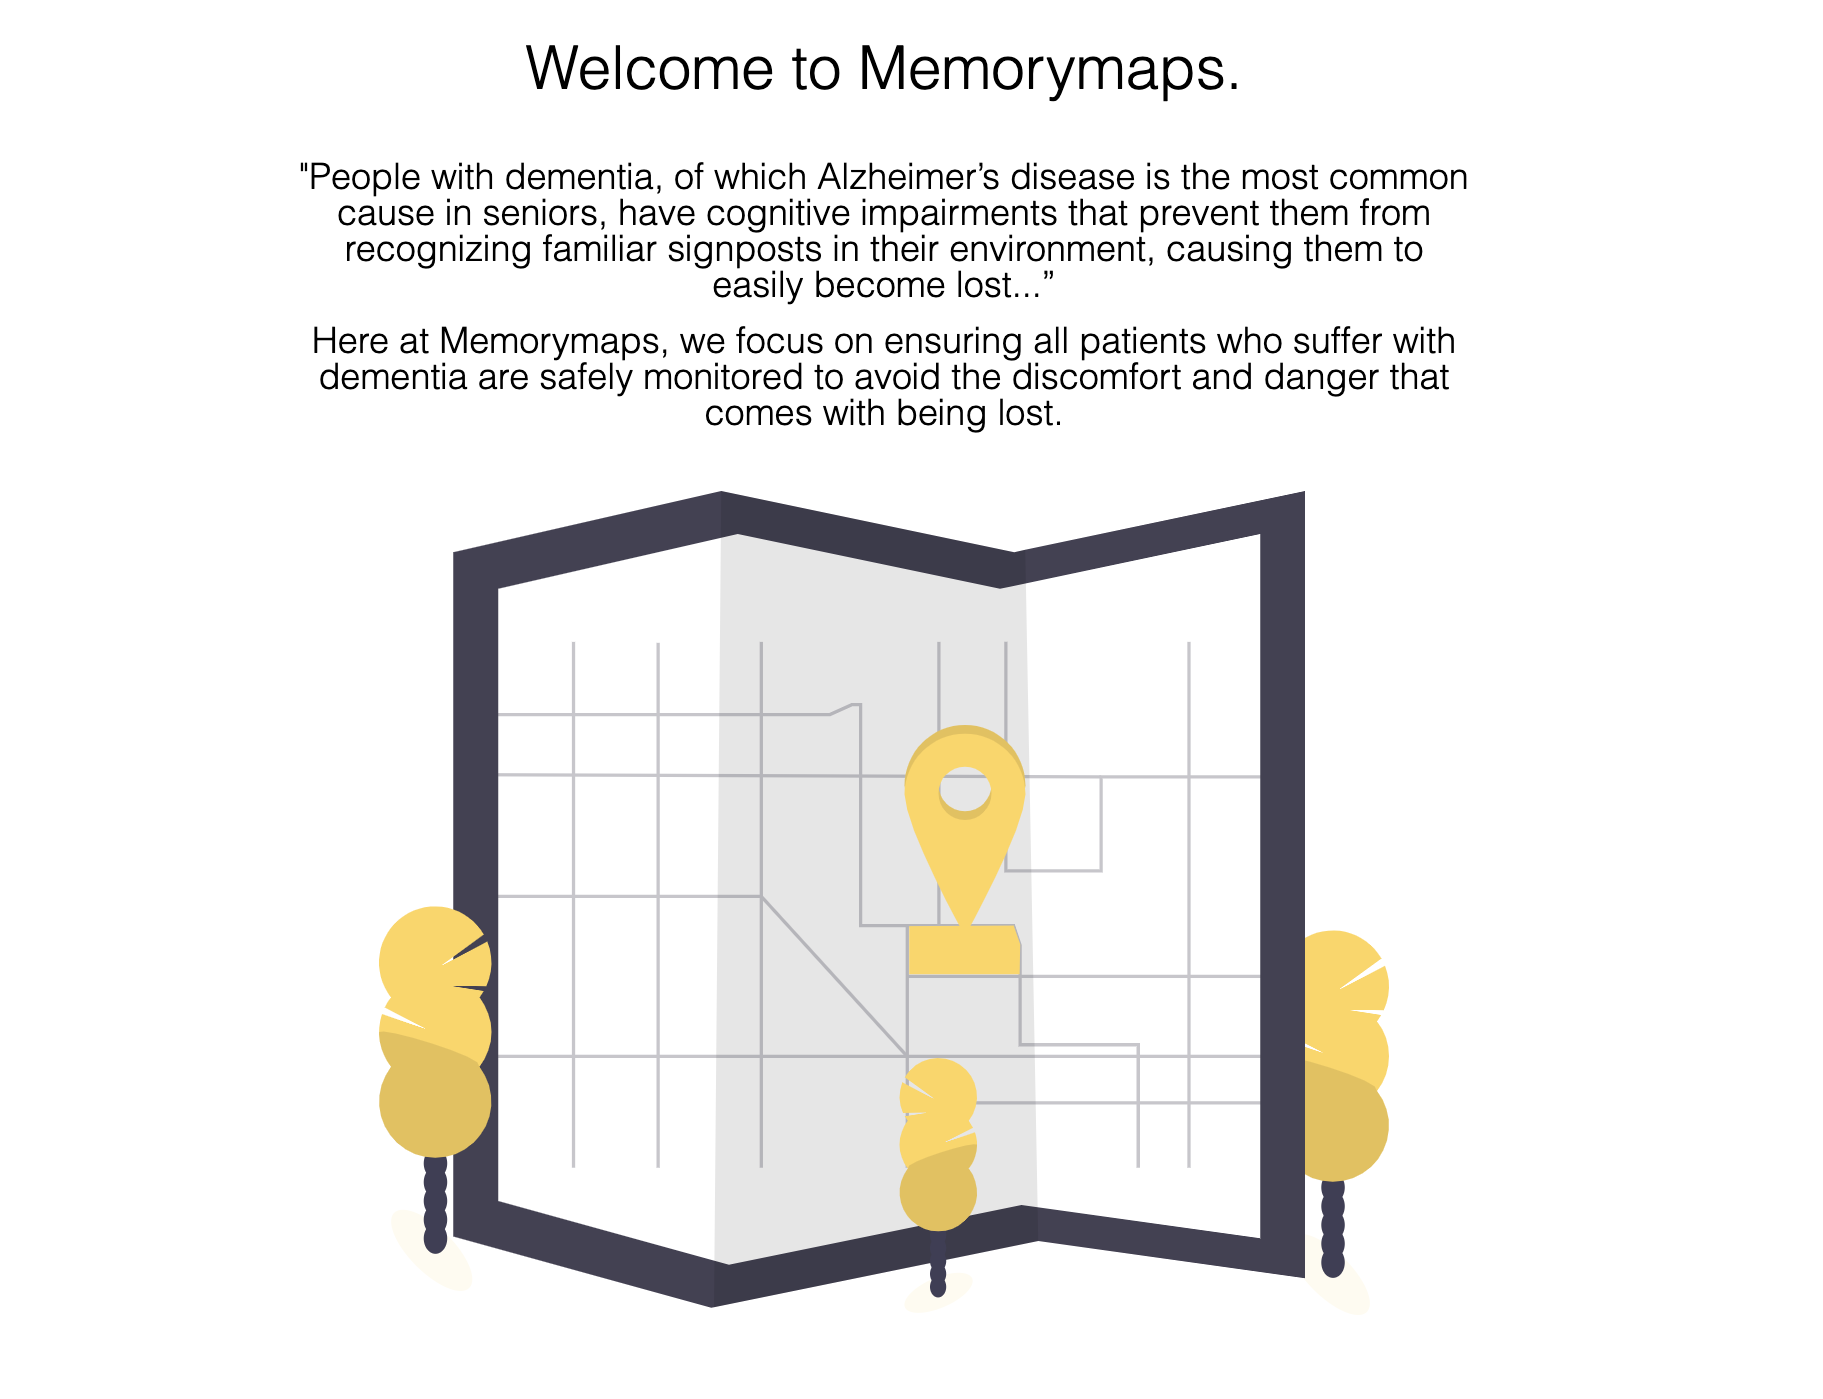 Welcome to Memorymaps.
"People with dementia, of which Alzheimer’s disease is the most common
cause in seniors, have cognitive impairments that prevent them from
recognizing familiar signposts in their environment, causing them to
easily become lost...”
Here at Memorymaps, we focus on ensuring all patients who suffer with
dementia are safely monitored to avoid the discomfort and danger that
comes with being lost.